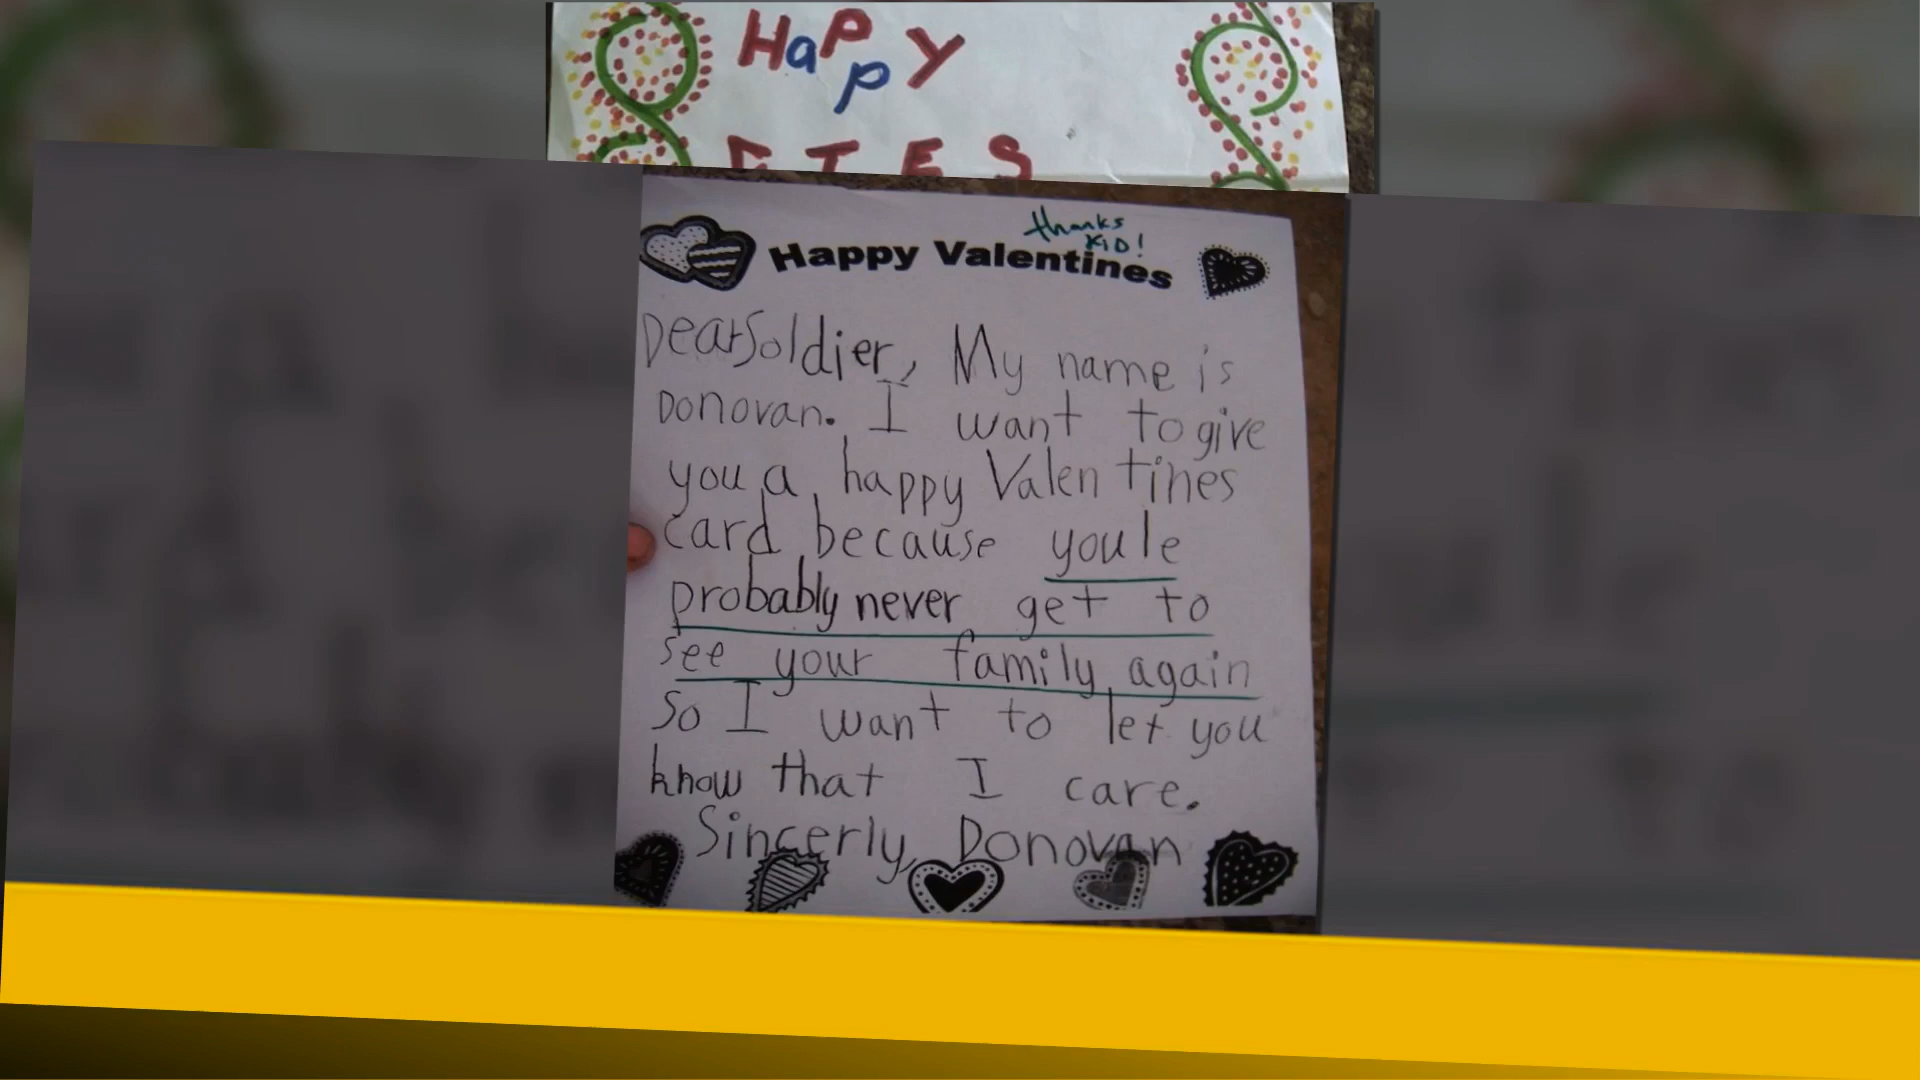 HaPPY
thanks
KiD!
Happy Valentines
Dear Soldier, My name is
Donovan. I want to give
you a happy Valentines
card because youle
probably never get to
see your family again
So I want to let you
know that I care.
Sincerly, Donovan